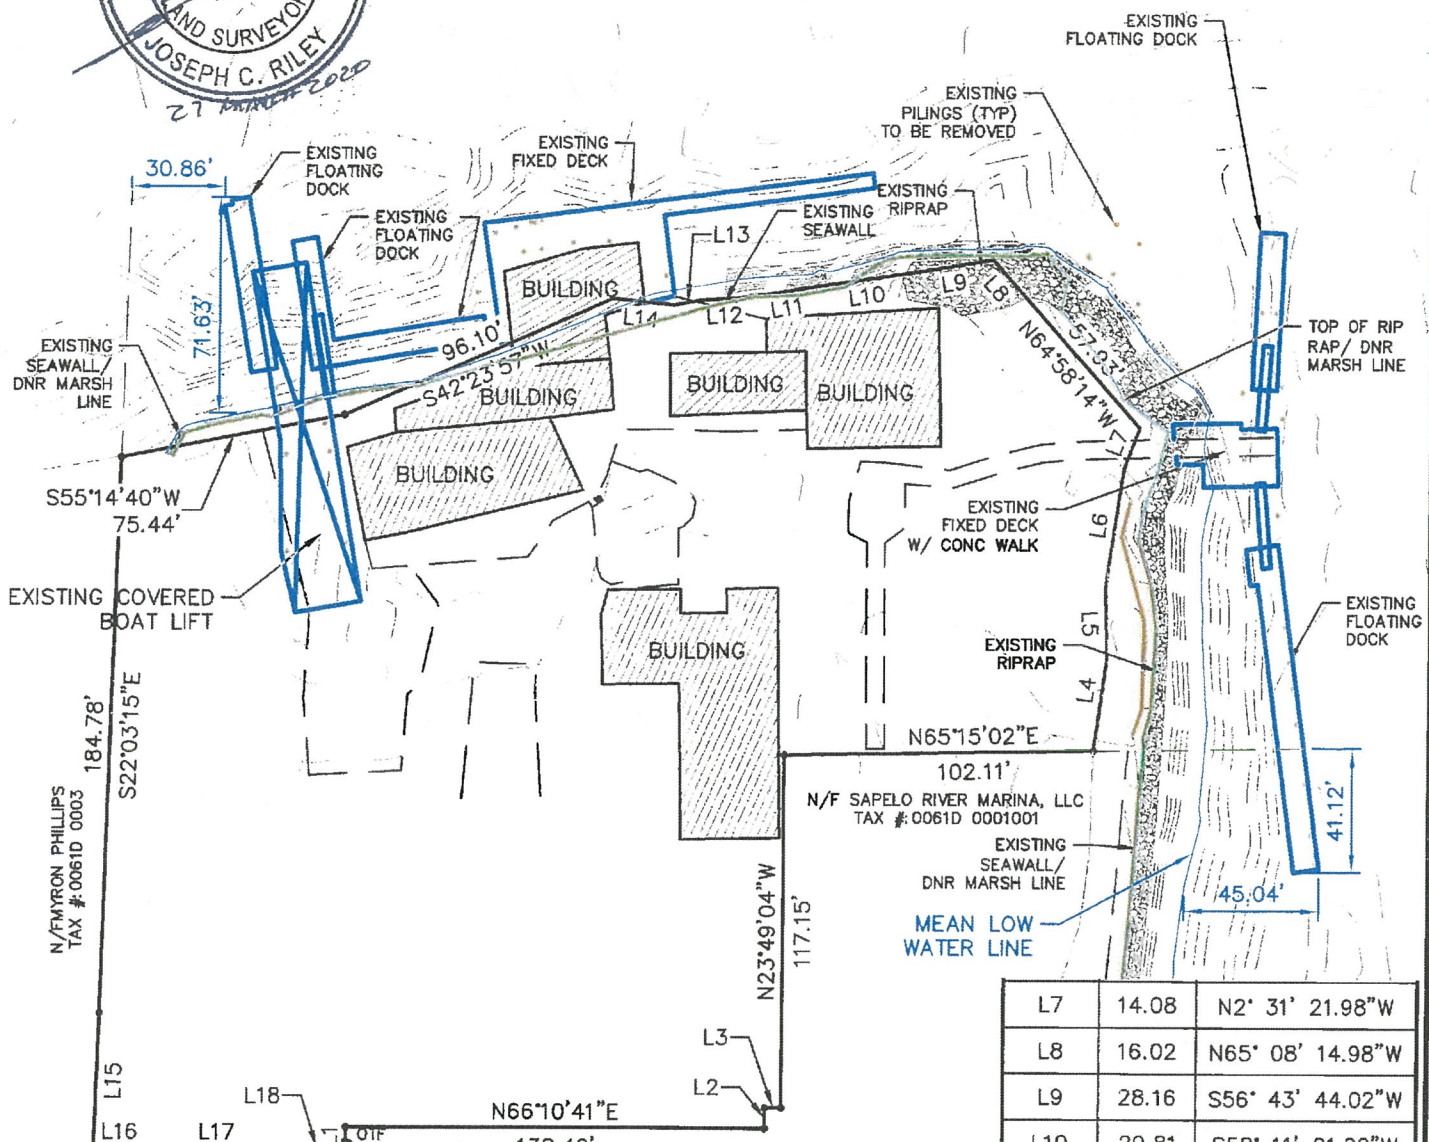 LAND SURVEYOR
JOSEPH C. RILEY
27 MARCH 2020
EXISTING
FLOATING DOCK
EXISTING
PILINGS (TYP)
TO BE REMOVED
30.86'
EXISTING
FLOATING
DOCK
EXISTING
FIXED DECK
EXISTING
FLOATING
DOCK
EXISTING
RIPRAP
EXISTING
SEAWALL
L13
BUILDING
71.63'
L14
L12
L11
L10
L9
L8
96.10'
S42°23'57"W
EXISTING
SEAWALL/
DNR MARSH
LINE
N64°58'14"W
57.93'
TOP OF RIP
RAP/ DNR
MARSH LINE
BUILDING
BUILDING
BUILDING
BUILDING
L7
S55°14'40"W
75.44'
EXISTING
FIXED DECK
W/ CONC WALK
L6
EXISTING COVERED
BOAT LIFT
L5
EXISTING
FLOATING
DOCK
BUILDING
EXISTING
RIPRAP
L4
184.78'
S22°03'15"E
N65°15'02"E
102.11'
N/F SAPELO RIVER MARINA, LLC
TAX #:0061D 0001001
N/FMYRON PHILLIPS
TAX #:0061D 0003
41.12'
EXISTING
SEAWALL/
DNR MARSH LINE
45.04'
N23°49'04"W
117.15'
MEAN LOW
WATER LINE
L7 14.08 N2° 31' 21.98"W
L8 16.02 N65° 08' 14.98"W
L9 28.16 S56° 43' 44.02"W
L3
L2
L15
L18
N66°10'41"E
L16
L17
OTF
L10